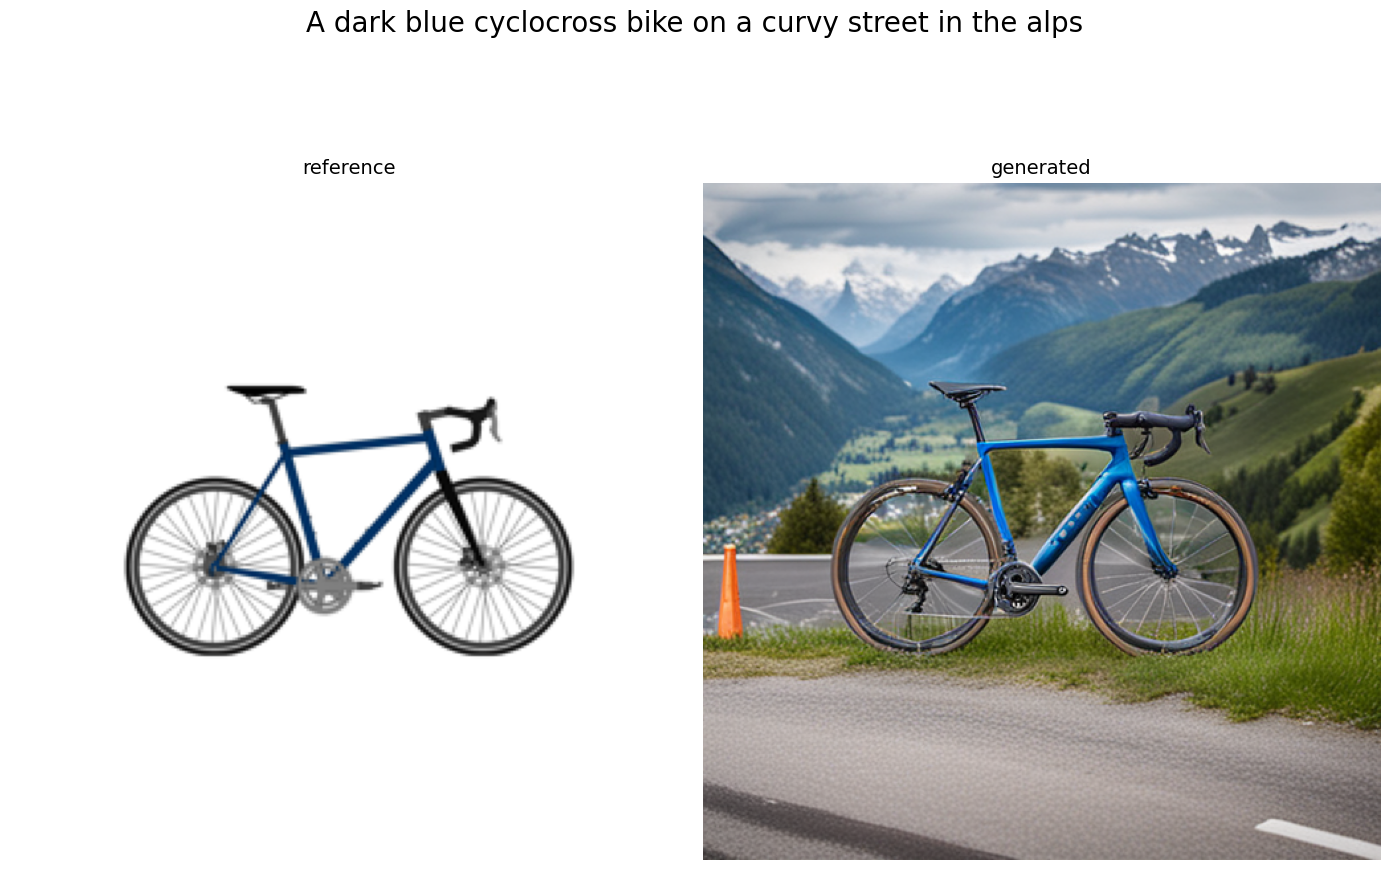 A dark blue cyclocross bike on a curvy street in the alps
reference
generated